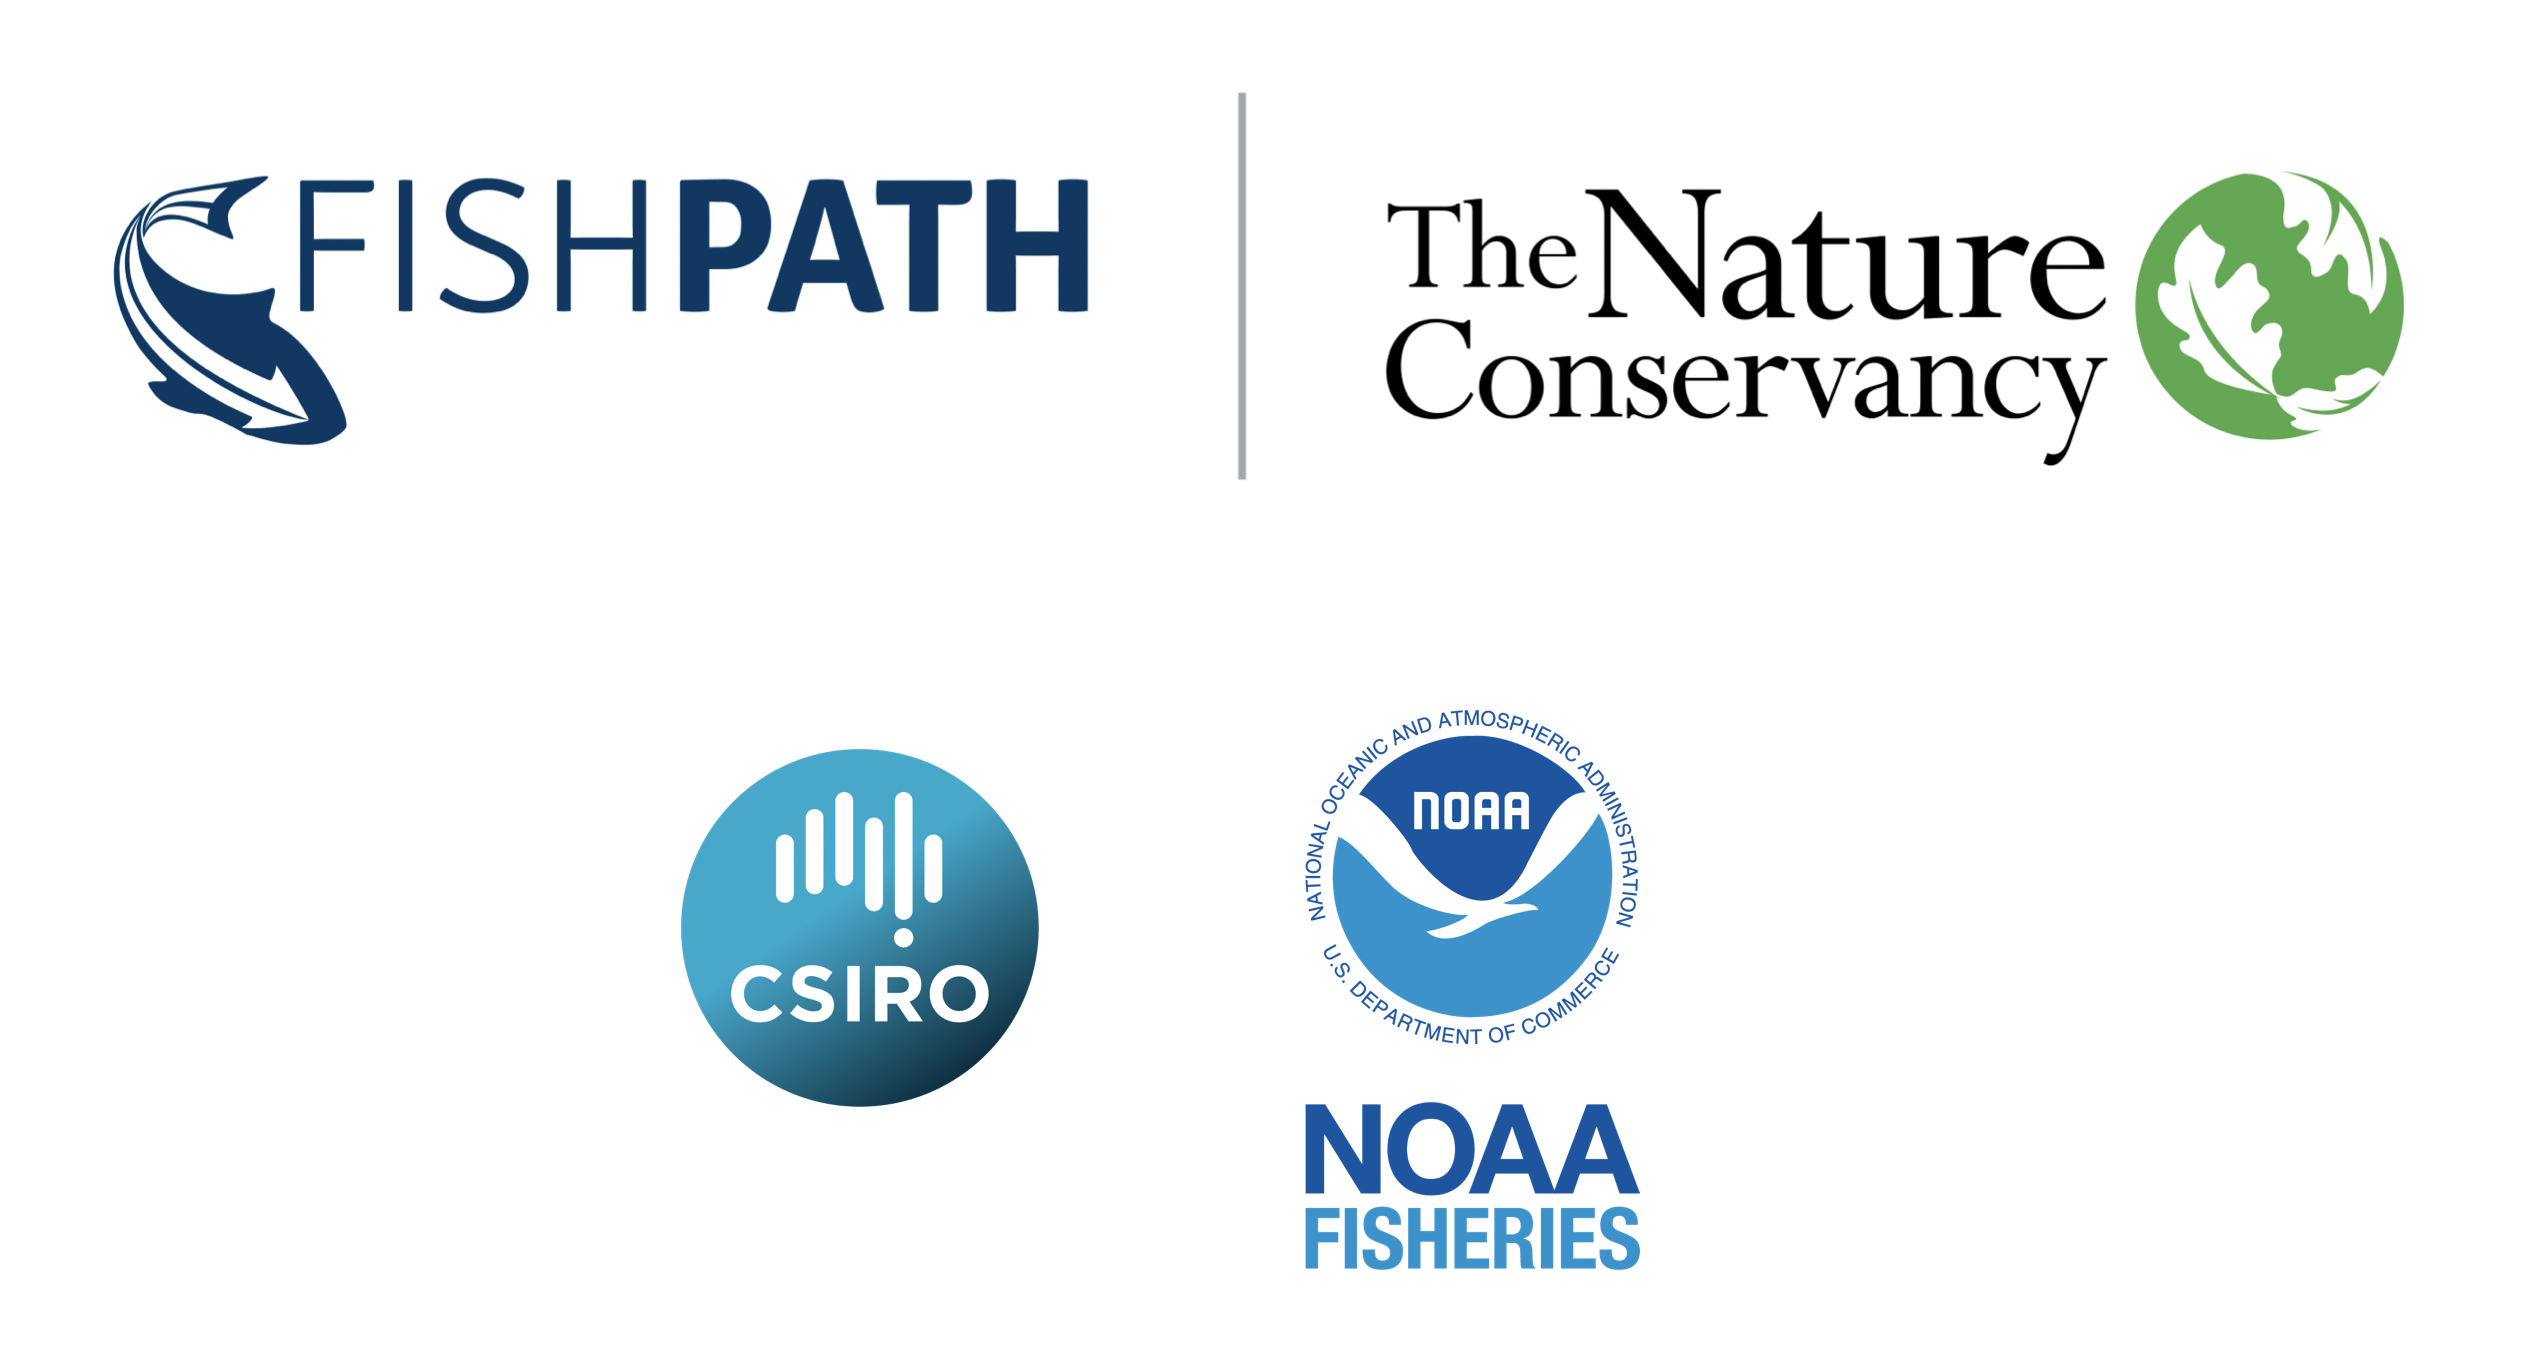 FISHPATH
The Nature
Conservancy
CSIRO
NATIONAL OCEANIC AND ATMOSPHERIC ADMINISTRATION
NOAA
U.S. DEPARTMENT OF COMMERCE
NOAA
FISHERIES